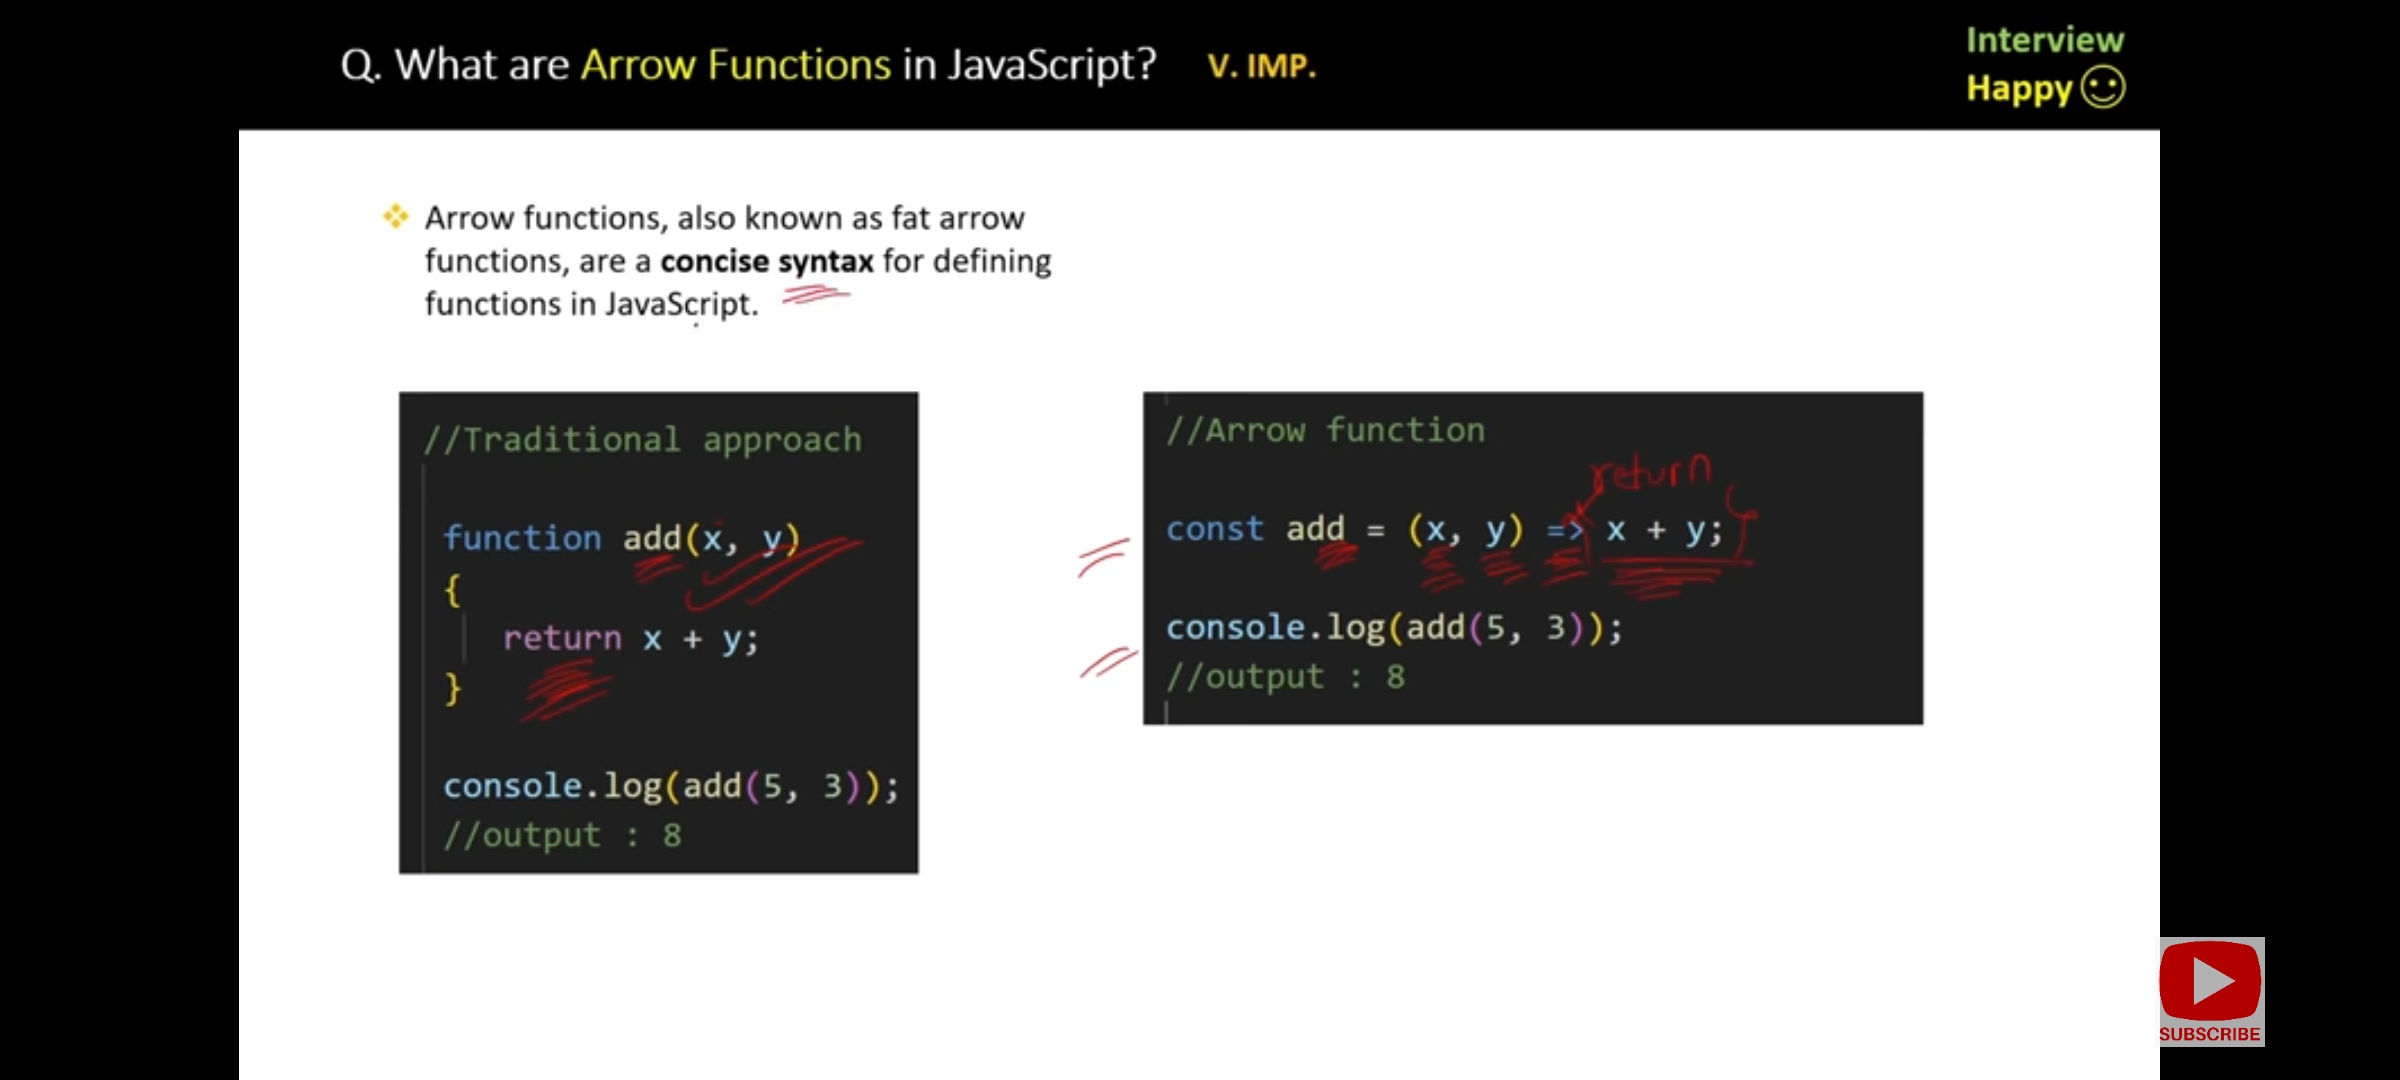 Q. What are Arrow Functions in JavaScript? V. IMP.
Interview
Happy
Arrow functions, also known as fat arrow
functions, are a concise syntax for defining
functions in JavaScript.
//Traditional approach
function add(x, y)
{
return x + y;
}
console.log(add(5, 3));
//output : 8
//Arrow function
return
const add = (x, y) => x + y;
console.log(add(5, 3));
//output : 8
SUBSCRIBE